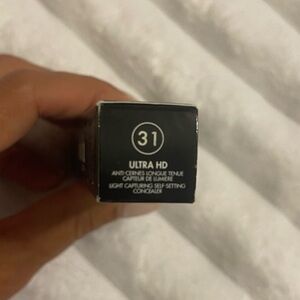 31
ULTRA HD
ANTI-CERNES LONGUE TENUE
CAPTEUR DE LUMIÈRE
LIGHT CAPTURING SELF-SETTING
CONCEALER